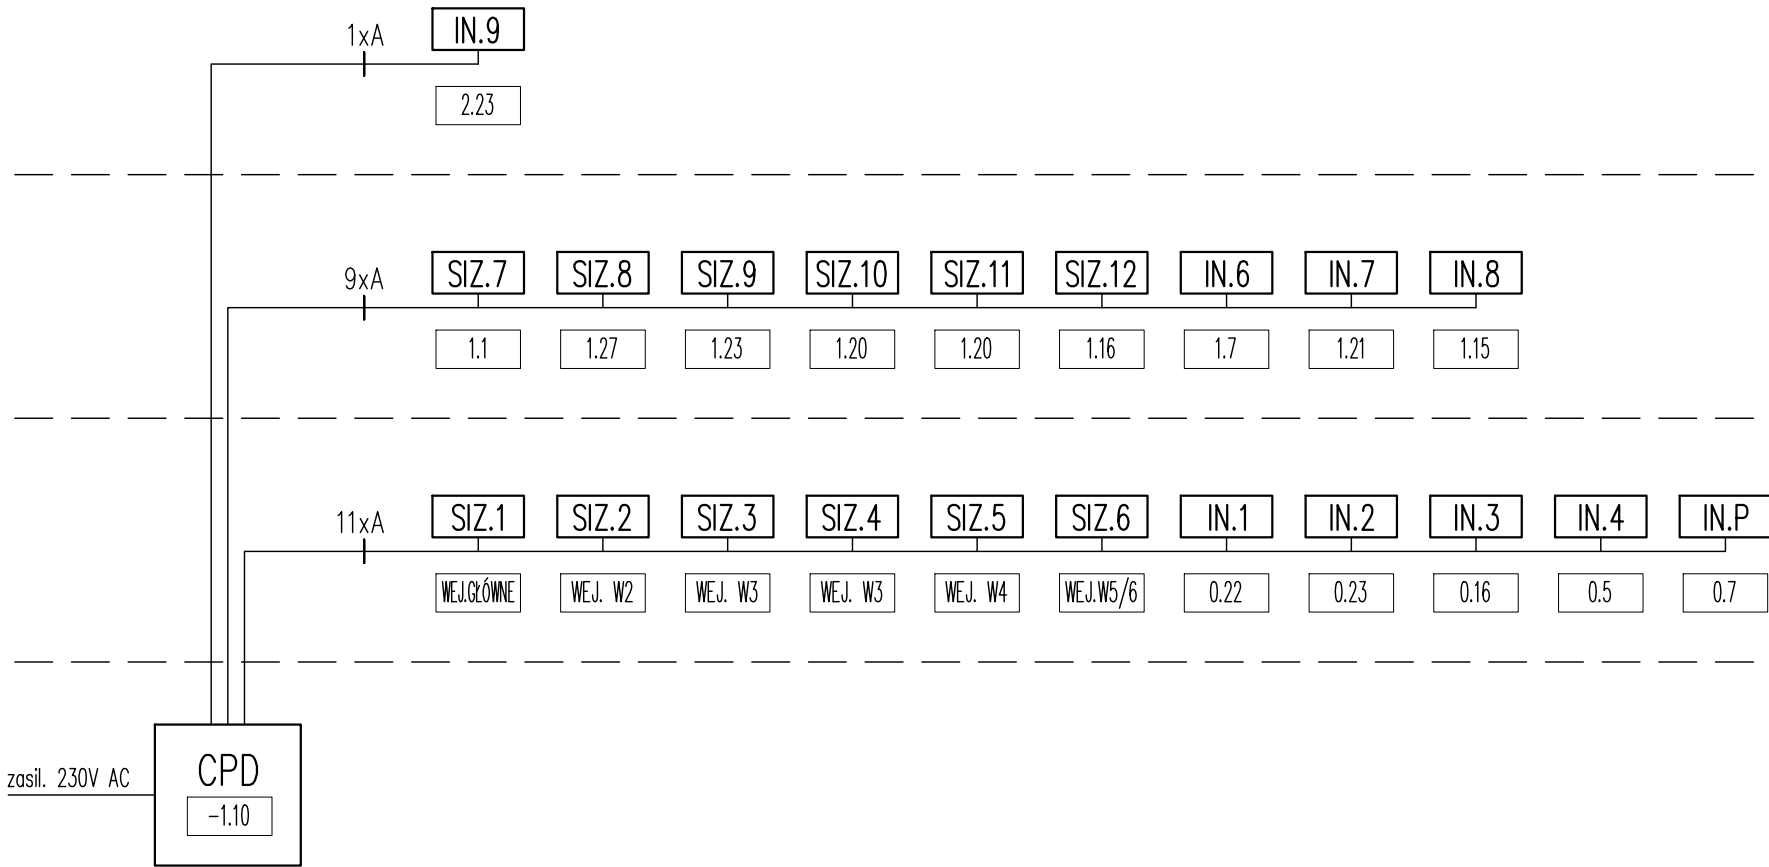 1xA
IN.9
2.23
9xA
SIZ.7 SIZ.8 SIZ.9 SIZ.10 SIZ.11 SIZ.12 IN.6 IN.7 IN.8
1.1 1.27 1.23 1.20 1.20 1.16 1.7 1.21 1.15
11xA
SIZ.1 SIZ.2 SIZ.3 SIZ.4 SIZ.5 SIZ.6 IN.1 IN.2 IN.3 IN.4 IN.P
WEJ.GŁÓWNE WEJ. W2 WEJ. W3 WEJ. W3 WEJ. W4 WEJ.W5/6 0.22 0.23 0.16 0.5 0.7
CPD
zasil. 230V AC
-1.10